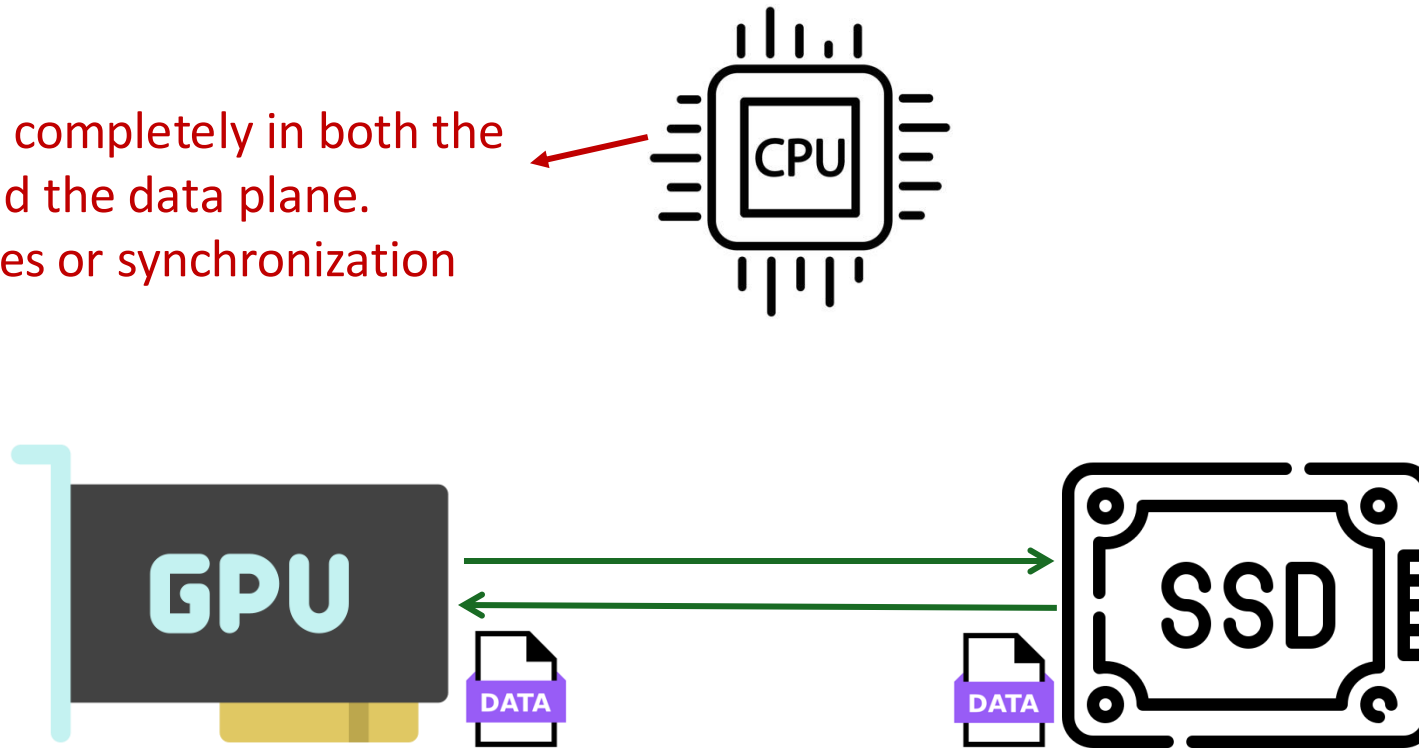 completely in both the
CPU
d the data plane.
es or synchronization
GPU
SSD
DATA
DATA